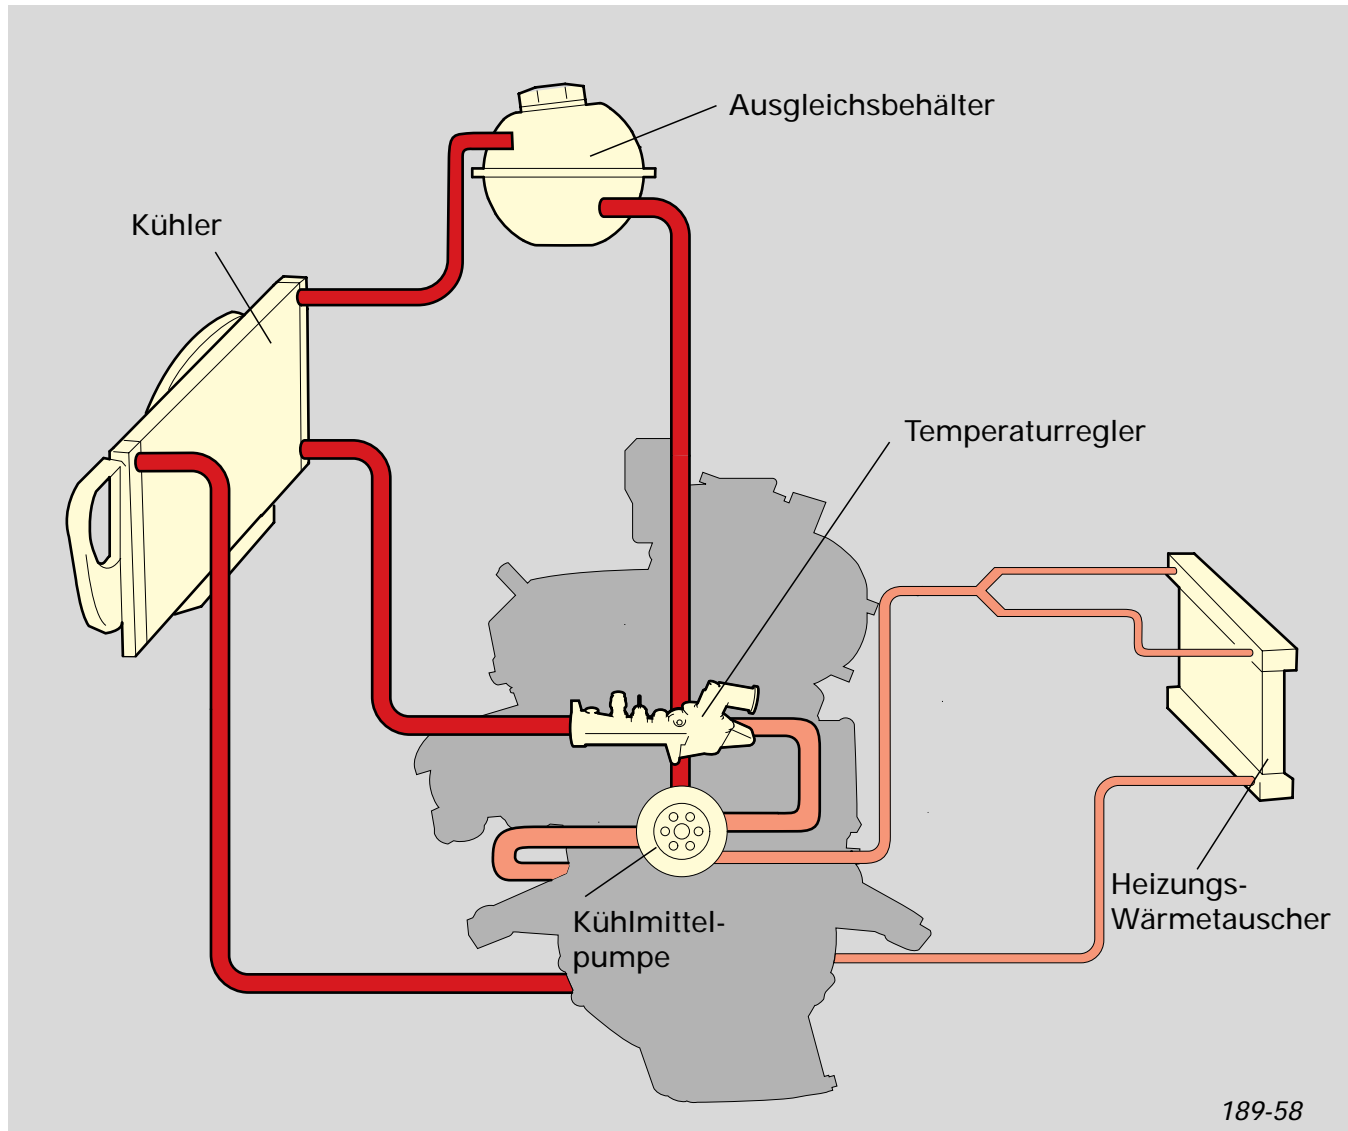 Ausgleichsbehälter
Kühler
Temperaturregler
Heizungs-
Wärmetauscher
Kühlmittel-
pumpe
189-58